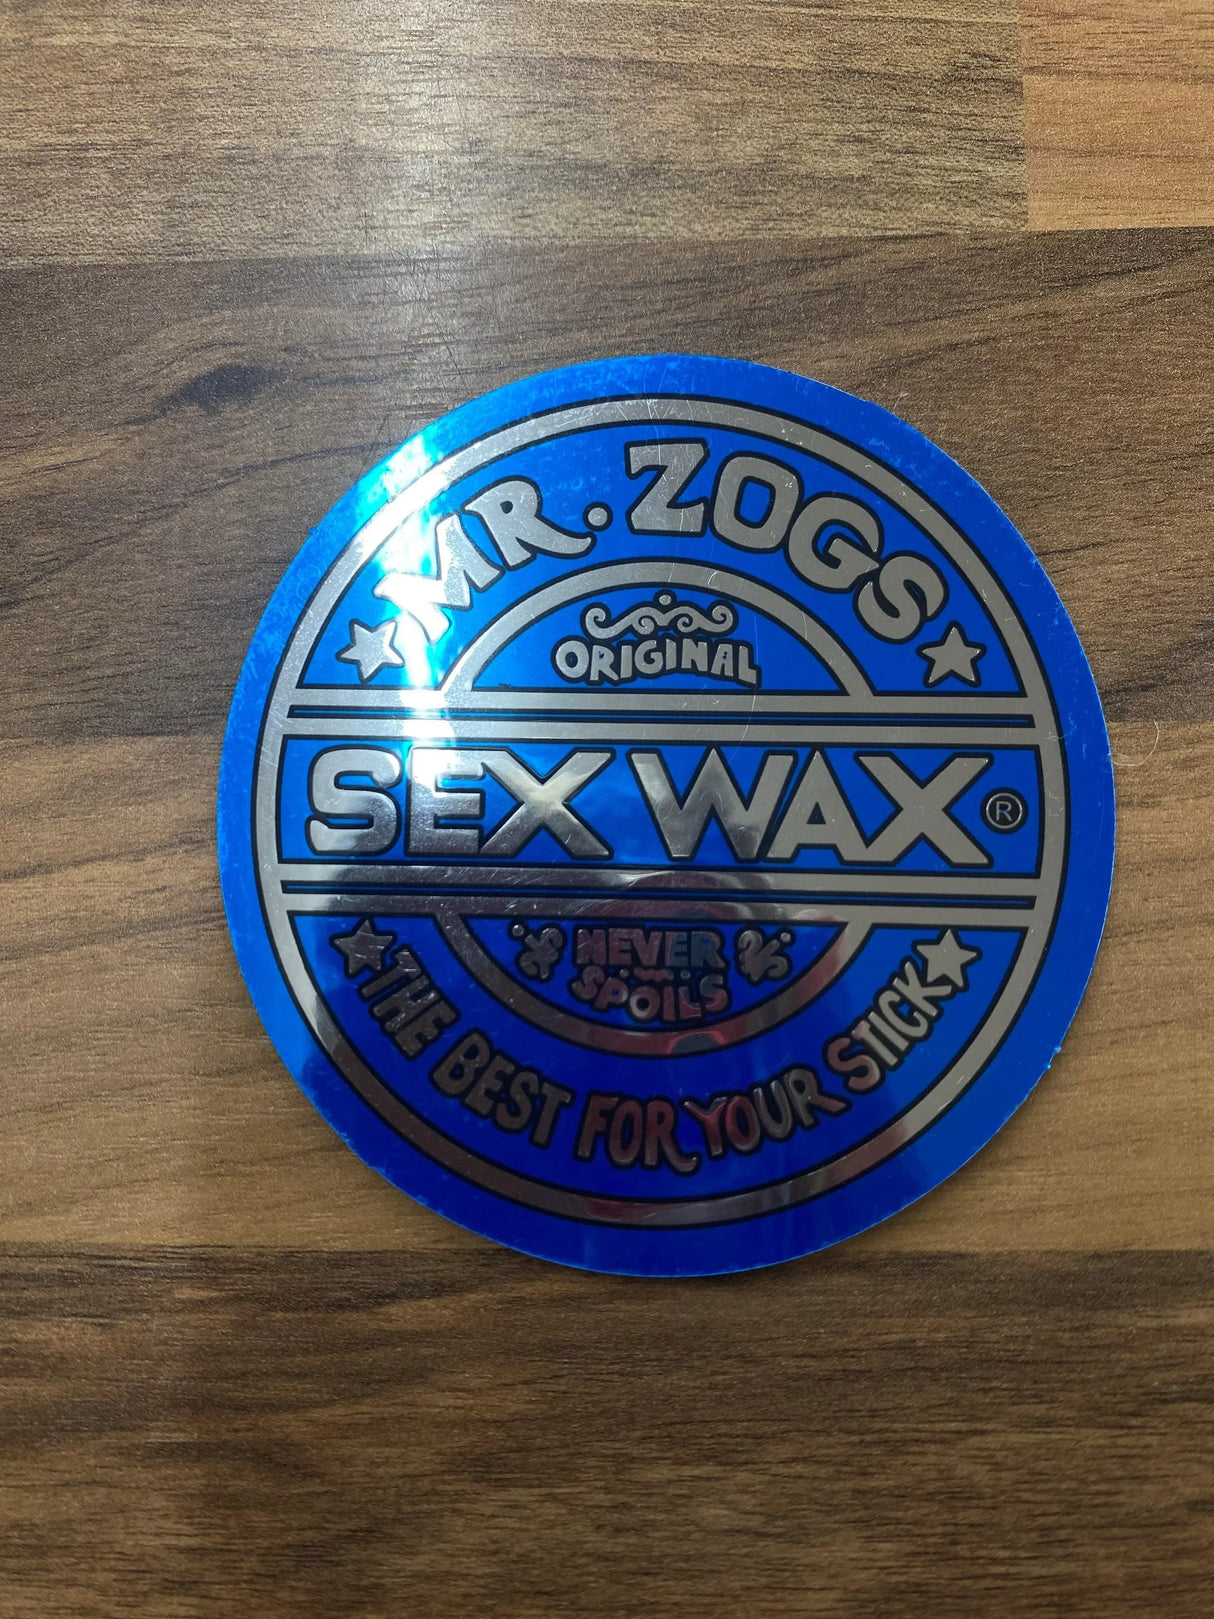 MR. ZOGS
ORIGINAL
SEX WAX®
NEVER
SPOILS
THE BEST FOR YOUR STICK